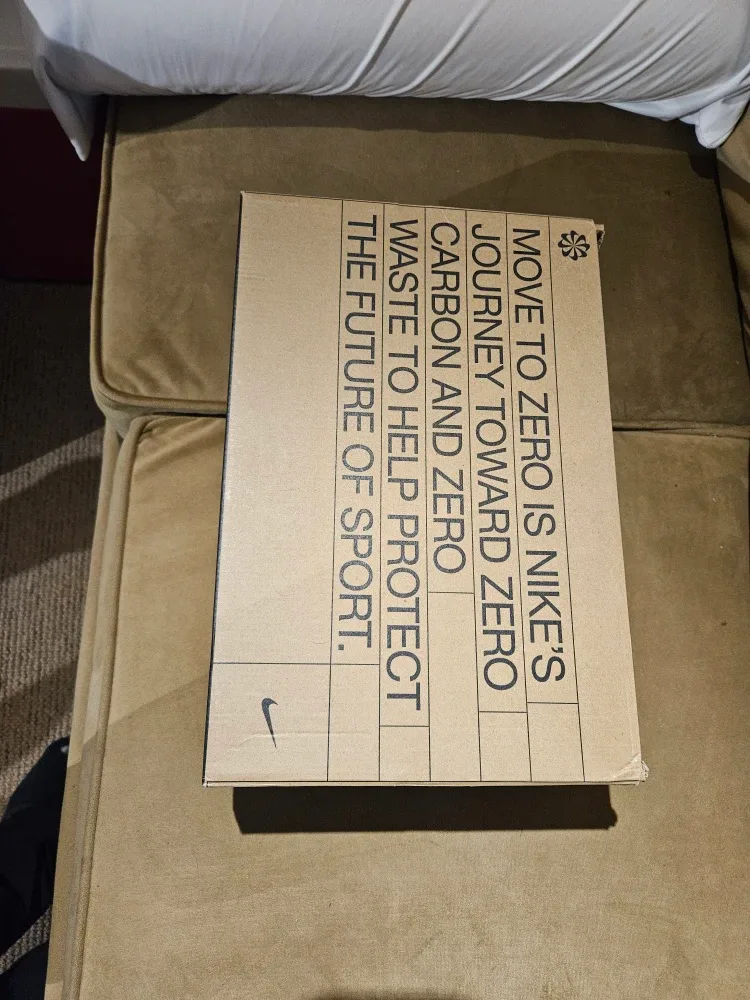 MOVE TO ZERO IS NIKE'S
JOURNEY TOWARD ZERO
CARBON AND ZERO
WASTE TO HELP PROTECT
THE FUTURE OF SPORT.